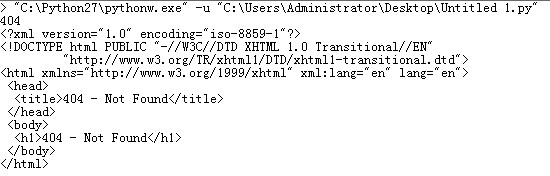 > "C:\Python27\pythonw.exe" -u "C:\Users\Administrator\Desktop\Untitled 1.py"
404
<?xml version="1.0" encoding="iso-8859-1"?>
<!DOCTYPE html PUBLIC "-//W3C//DTD XHTML 1.0 Transitional//EN"
         "http://www.w3.org/TR/xhtml1/DTD/xhtml1-transitional.dtd">
<html xmlns="http://www.w3.org/1999/xhtml" xml:lang="en" lang="en">
 <head>
  <title>404 - Not Found</title>
 </head>
 <body>
  <h1>404 - Not Found</h1>
 </body>
</html>